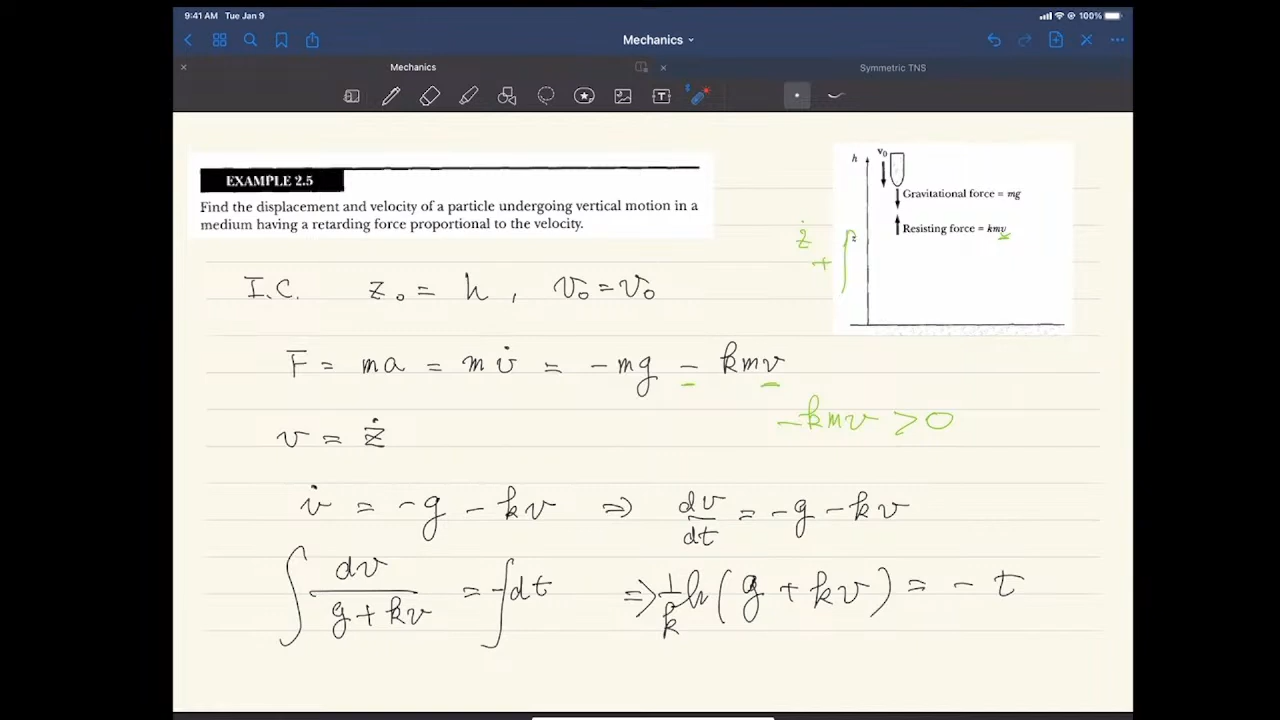 9:41 AM Tue Jan 9
100%
Mechanics
Mechanics
Symmetric TNS
EXAMPLE 2.5
Find the displacement and velocity of a particle undergoing vertical motion in a
medium having a retarding force proportional to the velocity.
h
v₀
Gravitational force = mg
Resisting force = kmv
z
ż
+
I.C. z₀ = h , v₀ = v₀
F = ma = mv̇ = -mg - kmv
-kmv > 0
v = ż
v̇ = -g - kv ⇒ dv/dt = -g - kv
∫ dv/(g + kv) = -∫ dt ⇒ 1/k ln(g + kv) = - t